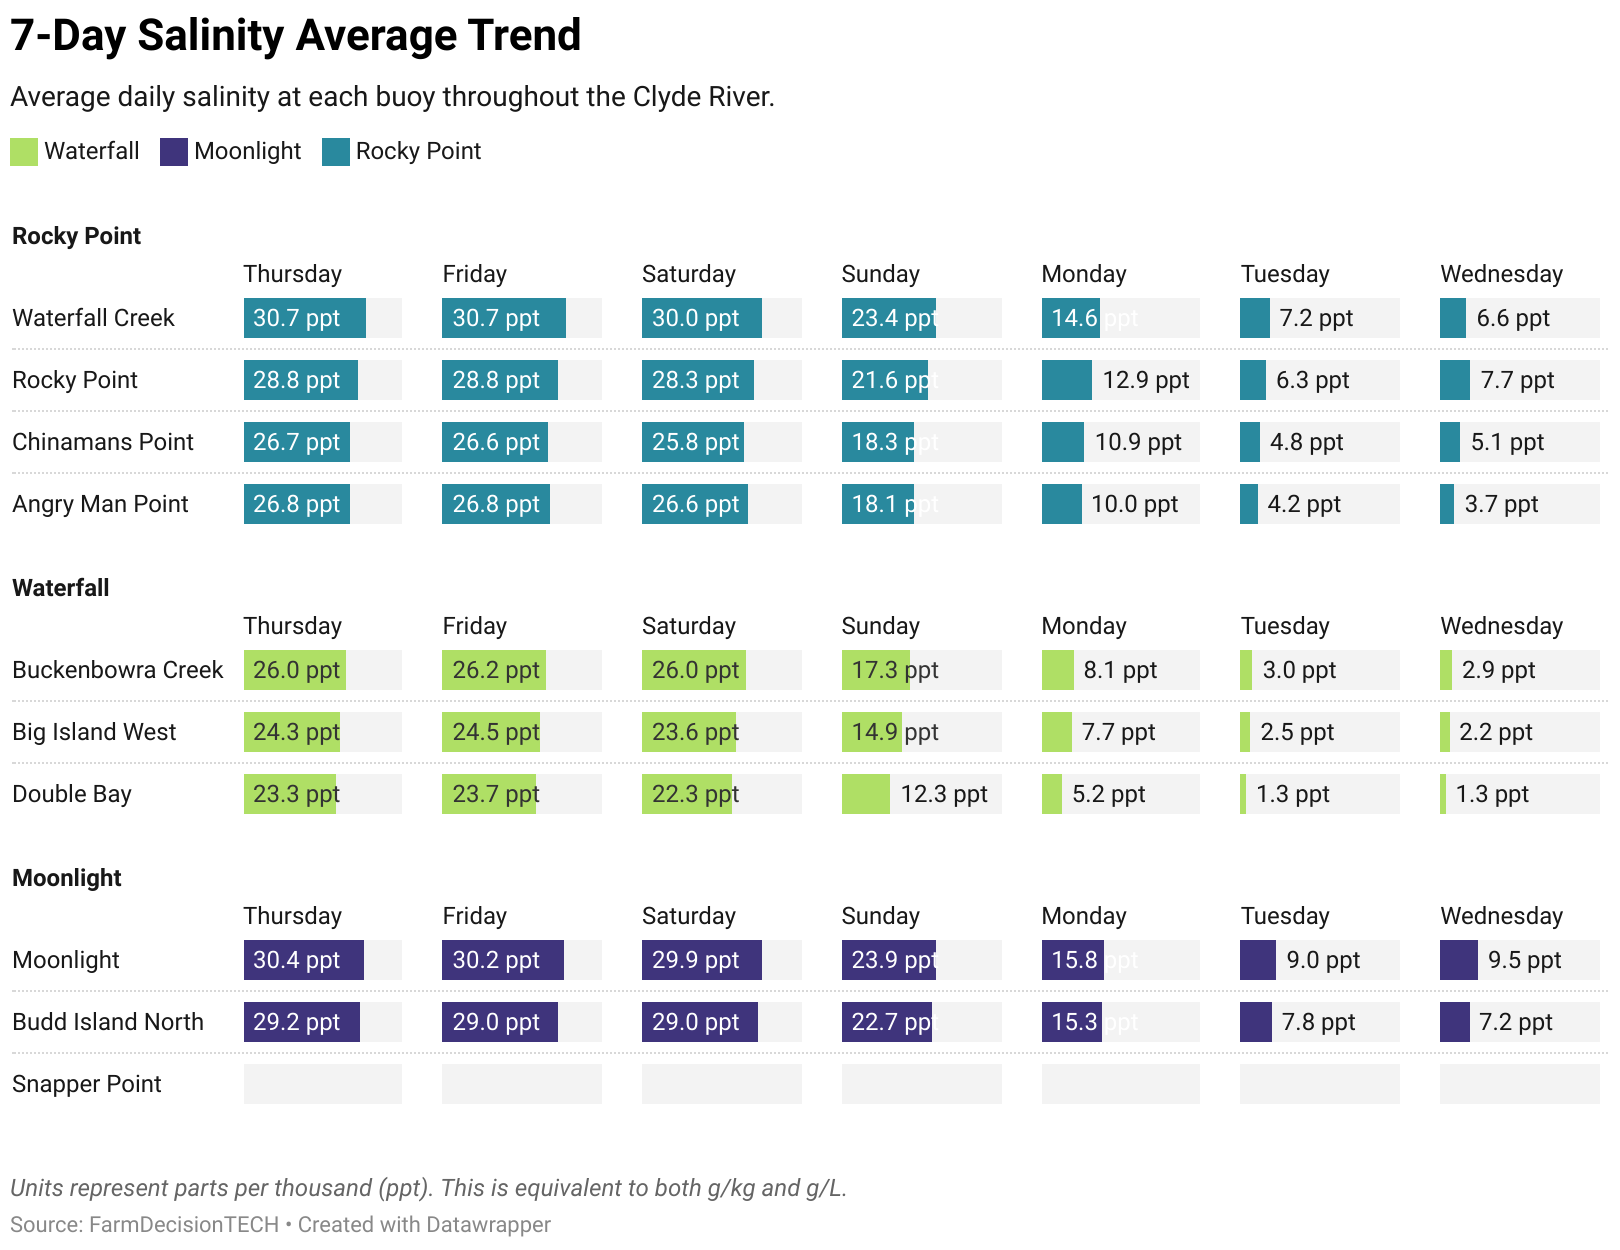 7-Day Salinity Average Trend
Average daily salinity at each buoy throughout the Clyde River.
Waterfall Moonlight Rocky Point
Rocky Point
Thursday Friday Saturday Sunday Monday Tuesday Wednesday
Waterfall Creek 30.7 ppt 30.7 ppt 30.0 ppt 23.4 ppt 14.6 ppt 7.2 ppt 6.6 ppt
Rocky Point 28.8 ppt 28.8 ppt 28.3 ppt 21.6 ppt 12.9 ppt 6.3 ppt 7.7 ppt
Chinamans Point 26.7 ppt 26.6 ppt 25.8 ppt 18.3 ppt 10.9 ppt 4.8 ppt 5.1 ppt
Angry Man Point 26.8 ppt 26.8 ppt 26.6 ppt 18.1 ppt 10.0 ppt 4.2 ppt 3.7 ppt
Waterfall
Thursday Friday Saturday Sunday Monday Tuesday Wednesday
Buckenbowra Creek 26.0 ppt 26.2 ppt 26.0 ppt 17.3 ppt 8.1 ppt 3.0 ppt 2.9 ppt
Big Island West 24.3 ppt 24.5 ppt 23.6 ppt 14.9 ppt 7.7 ppt 2.5 ppt 2.2 ppt
Double Bay 23.3 ppt 23.7 ppt 22.3 ppt 12.3 ppt 5.2 ppt 1.3 ppt 1.3 ppt
Moonlight
Thursday Friday Saturday Sunday Monday Tuesday Wednesday
Moonlight 30.4 ppt 30.2 ppt 29.9 ppt 23.9 ppt 15.8 ppt 9.0 ppt 9.5 ppt
Budd Island North 29.2 ppt 29.0 ppt 29.0 ppt 22.7 ppt 15.3 ppt 7.8 ppt 7.2 ppt
Snapper Point
Units represent parts per thousand (ppt). This is equivalent to both g/kg and g/L.
Source: FarmDecisionTECH • Created with Datawrapper